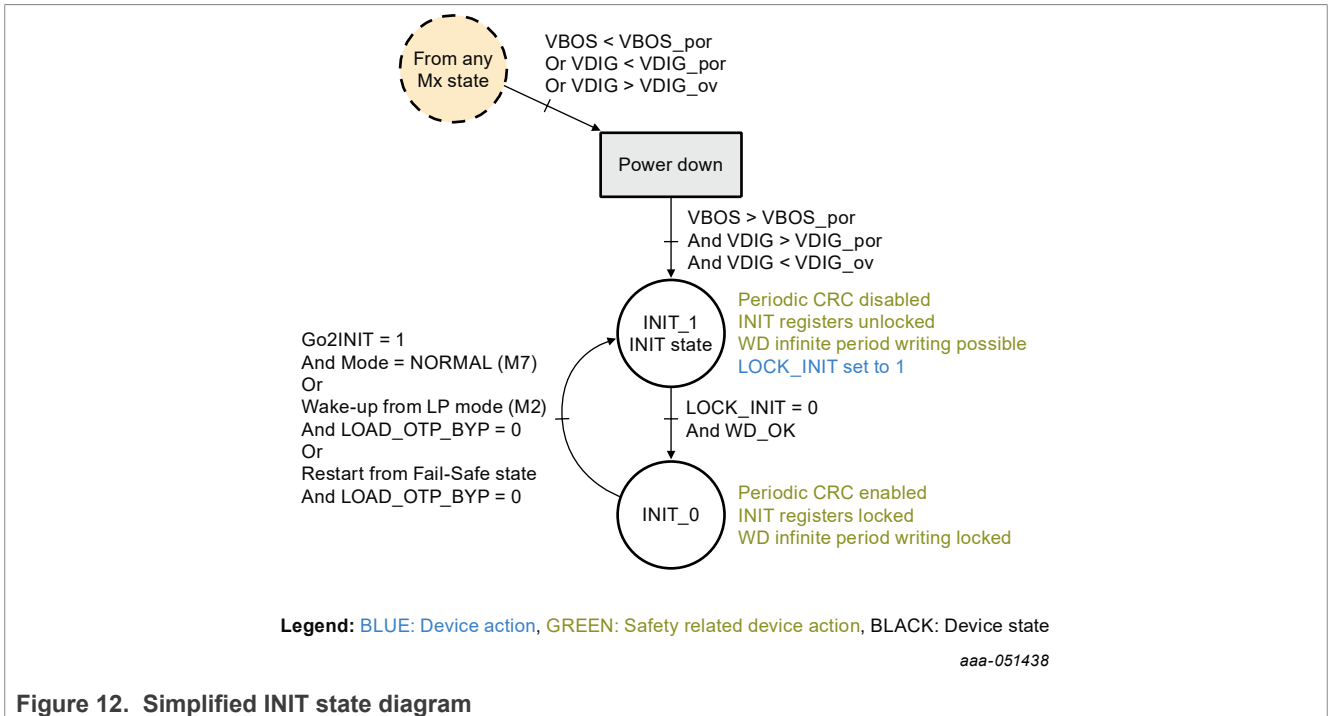 From any
Mx state
VBOS < VBOS_por
Or VDIG < VDIG_por
Or VDIG > VDIG_ov
Power down
VBOS > VBOS_por
And VDIG > VDIG_por
And VDIG < VDIG_ov
INIT_1
INIT state
Periodic CRC disabled
INIT registers unlocked
WD infinite period writing possible
LOCK_INIT set to 1
Go2INIT = 1
And Mode = NORMAL (M7)
Or
Wake-up from LP mode (M2)
And LOAD_OTP_BYP = 0
Or
Restart from Fail-Safe state
And LOAD_OTP_BYP = 0
LOCK_INIT = 0
And WD_OK
INIT_0
Periodic CRC enabled
INIT registers locked
WD infinite period writing locked
Legend: BLUE: Device action, GREEN: Safety related device action, BLACK: Device state
aaa-051438
Figure 12. Simplified INIT state diagram